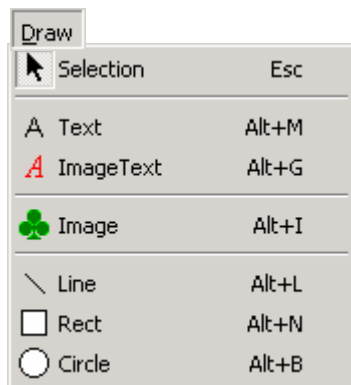 Draw
Selection Esc
A Text Alt+M
A ImageText Alt+G
Image Alt+I
Line Alt+L
Rect Alt+N
Circle Alt+B